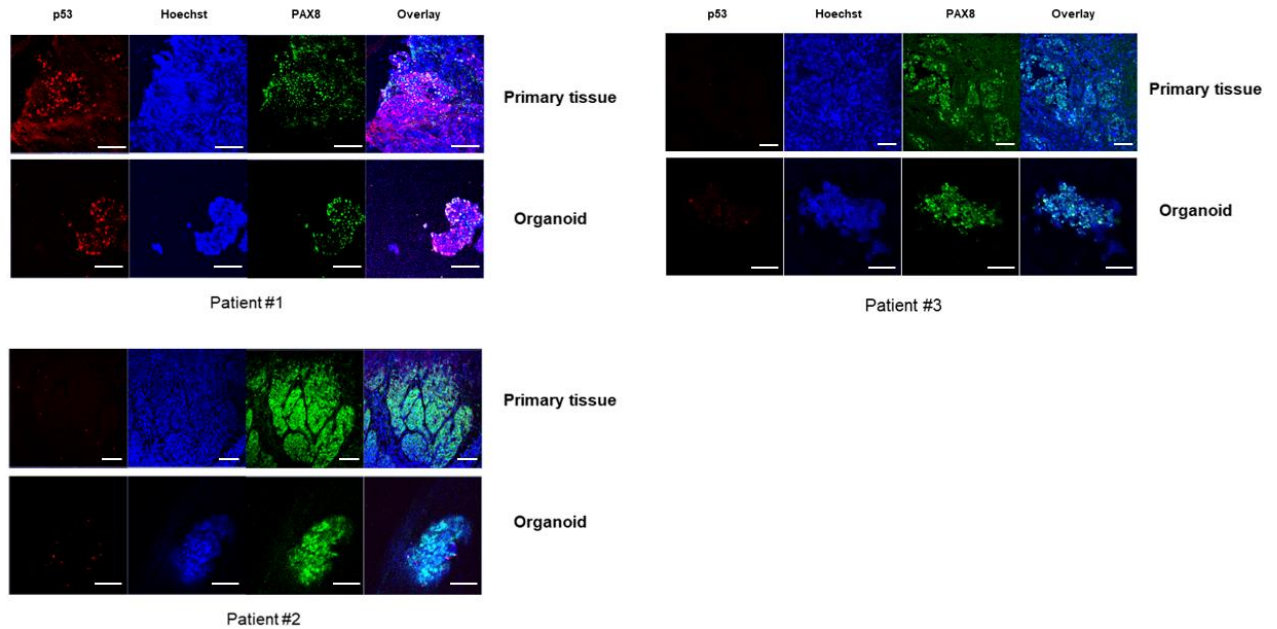 p53 Hoechst PAX8 Overlay
Primary tissue
Organoid
Patient #1
p53 Hoechst PAX8 Overlay
Primary tissue
Organoid
Patient #3
Primary tissue
Organoid
Patient #2